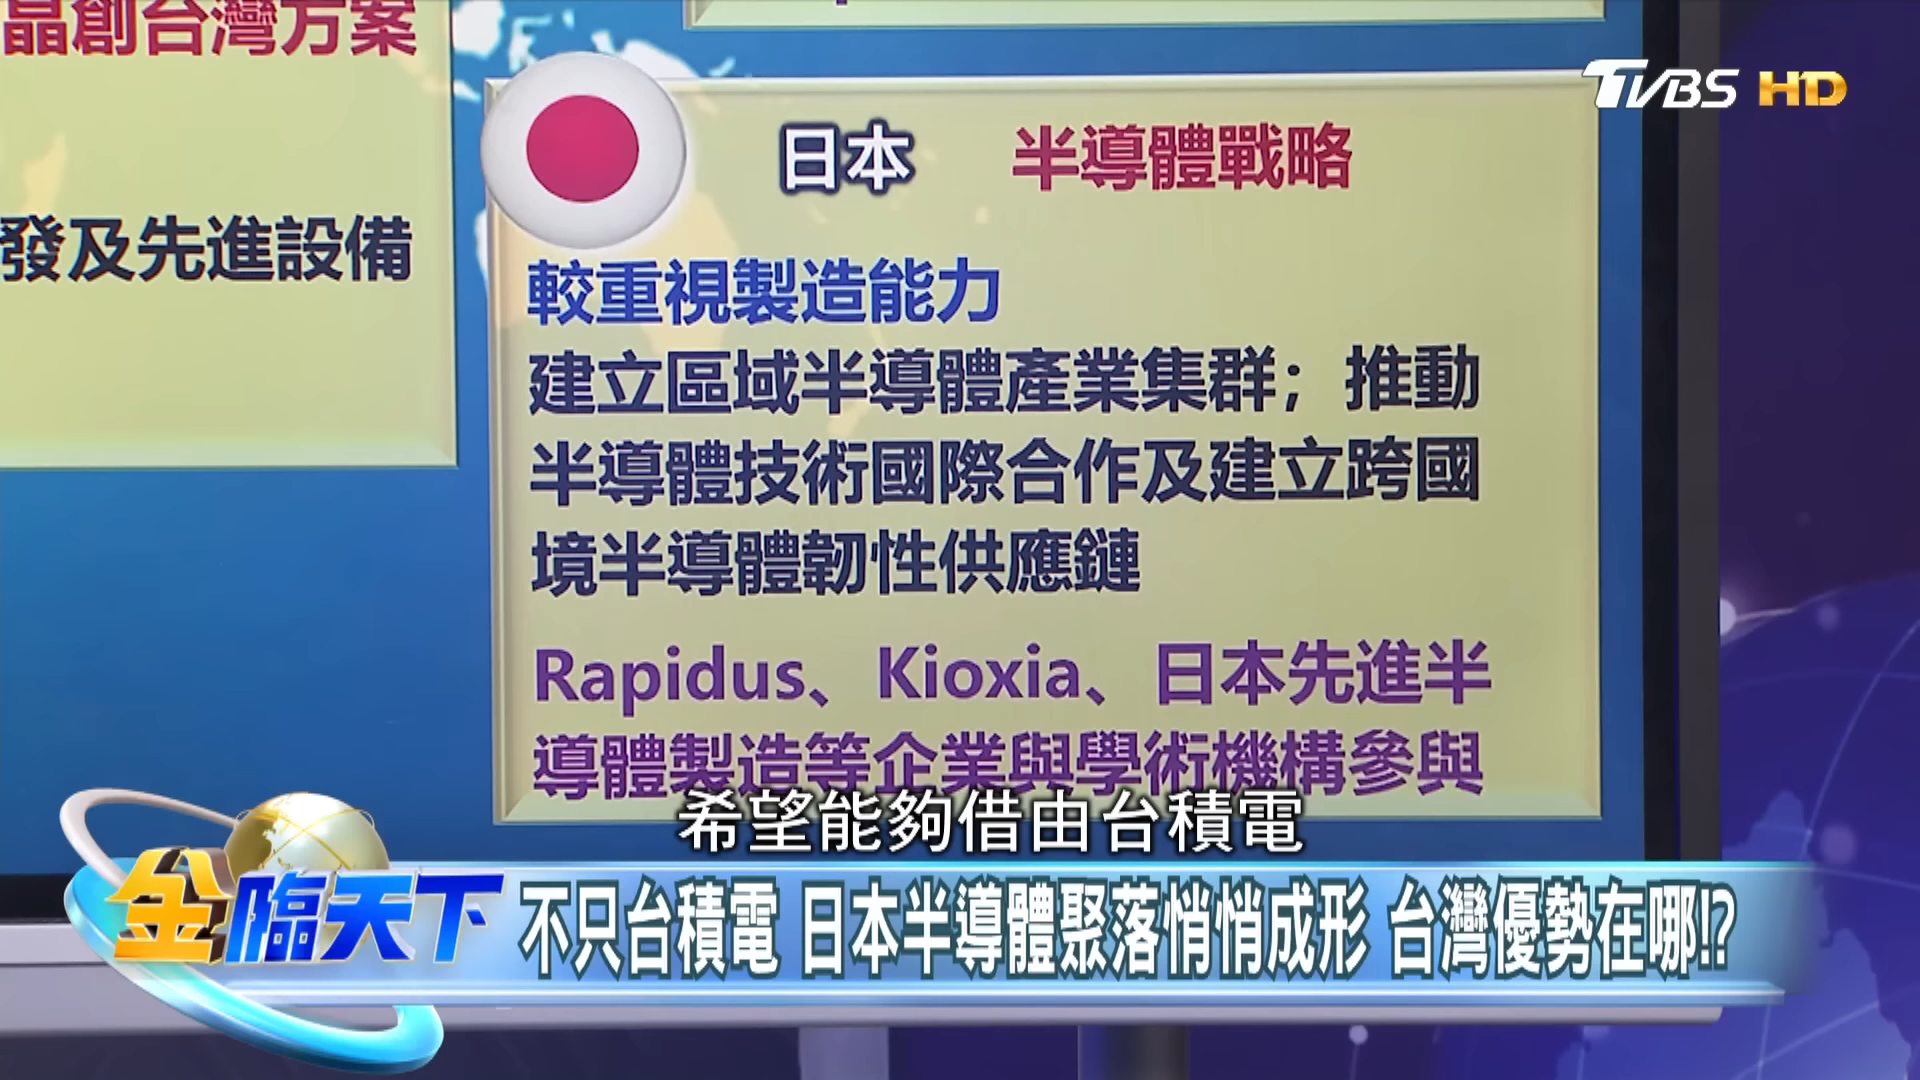 晶創台灣方案
發及先進設備
TVBS HD
日本 半導體戰略
較重視製造能力
建立區域半導體產業集群；推動
半導體技術國際合作及建立跨國
境半導體韌性供應鏈
Rapidus、Kioxia、日本先進半
導體製造等企業與學術機構參與
希望能夠借由台積電
金臨天下
不只台積電 日本半導體聚落悄悄成形 台灣優勢在哪!?